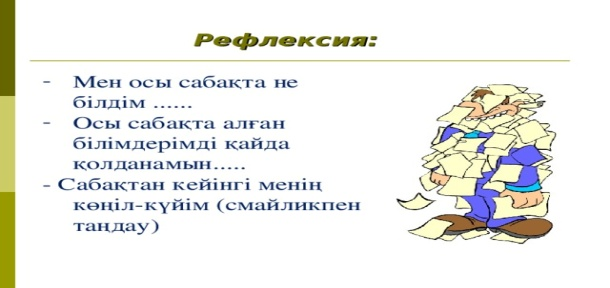 Рефлексия:
- Мен осы сабақта не
білдім ......
- Осы сабақта алған
білімдерімді қайда
қолданамын.....
- Сабақтан кейінгі менің
көңіл-күйім (смайликпен
таңдау)